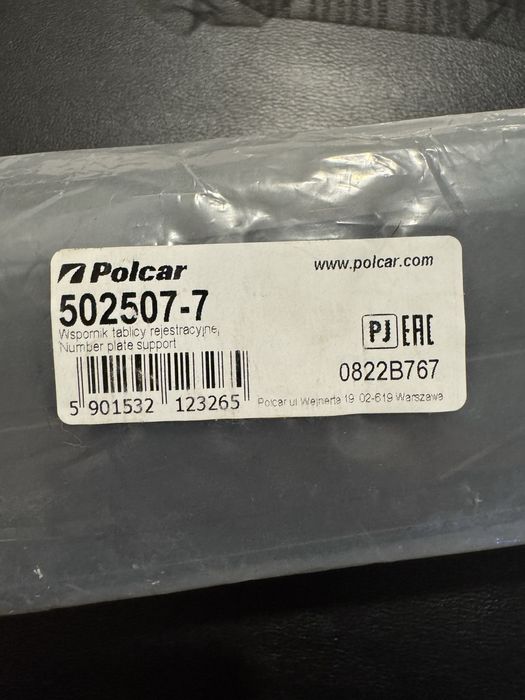 Polcar
www.polcar.com
502507-7
Wspornik tablicy rejestracyjnej
Number plate support
PJ EAC
0822B767
5 901532 123265
Polcar ul Wejnerta 19 02-619 Warszawa